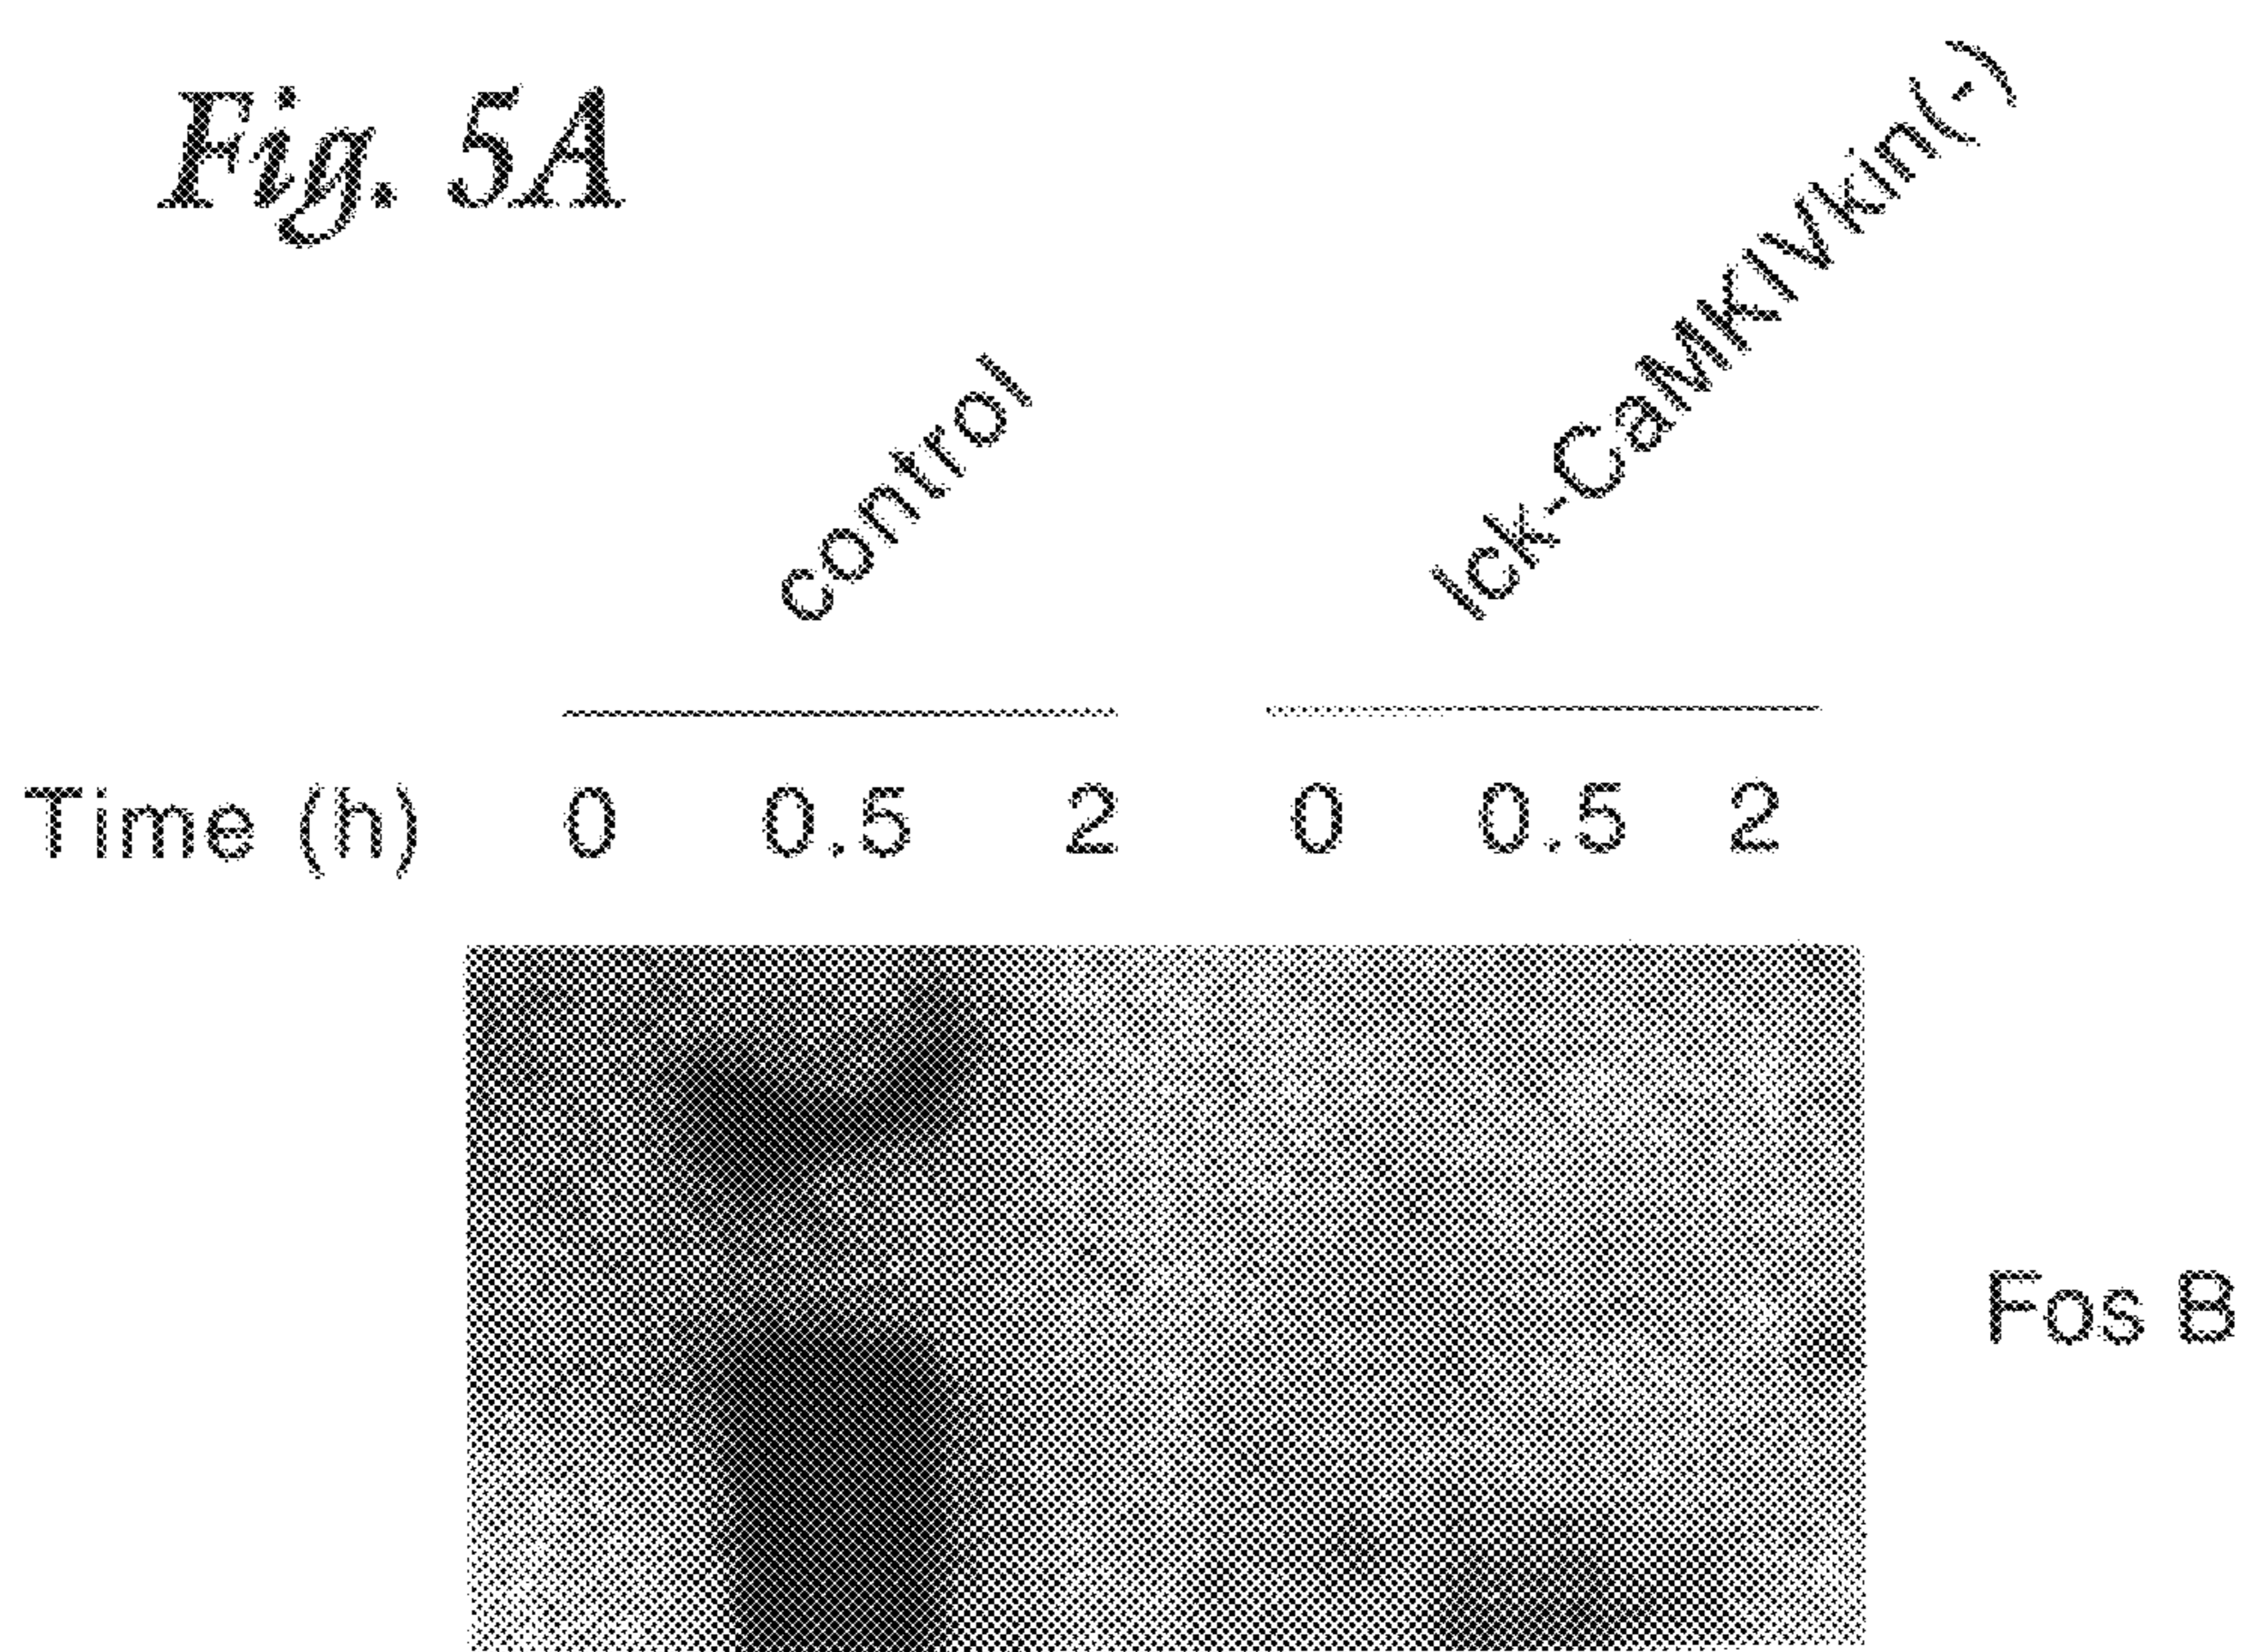 Fig. 5A
control
lck-CaMKIVkin(-)
Time (h) 0 0.5 2 0 0.5 2
Fos B